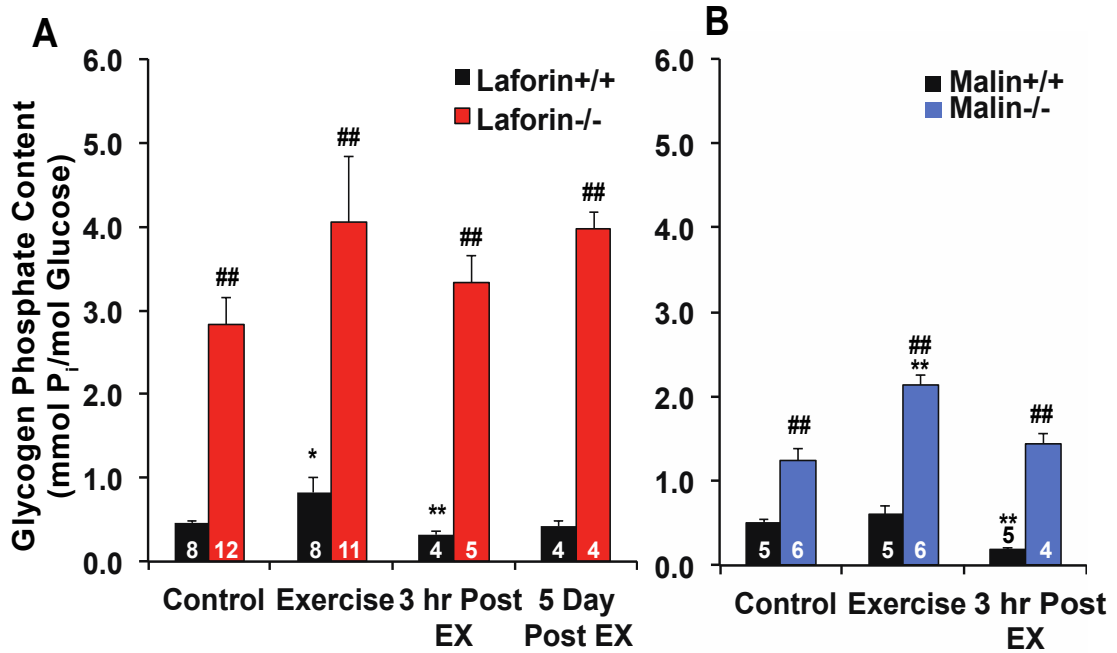 A
B
Glycogen Phosphate Content
(mmol Pi/mol Glucose)
6.0
5.0
4.0
3.0
2.0
1.0
0.0
Laforin+/+
Laforin-/-
##
##
##
##
*
**
8 12 8 11 4 5 4 4
Control Exercise 3 hr Post EX 5 Day Post EX
6.0
5.0
4.0
3.0
2.0
1.0
0.0
Malin+/+
Malin-/-
##
**
##
##
**
5 6 5 6 5 4
Control Exercise 3 hr Post EX